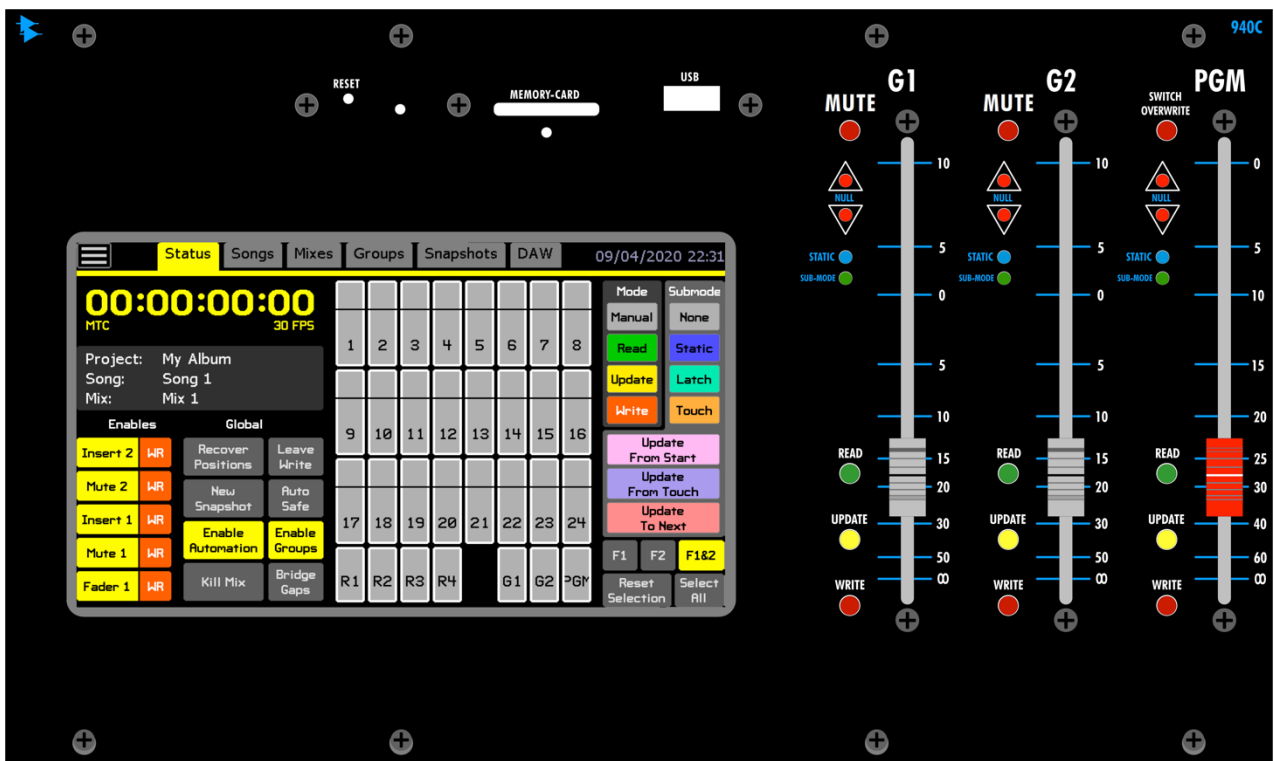 940C
RESET
MEMORY-CARD
USB
Status Songs Mixes Groups Snapshots DAW 09/04/2020 22:31
00:00:00:00
MTC 30 FPS
Project: My Album
Song: Song 1
Mix: Mix 1
Enables Global
Insert 2 WR
Mute 2 WR
Insert 1 WR
Mute 1 WR
Fader 1 WR
Recover
Positions
Leave
Write
New
Snapshot
Auto
Safe
Enable
Automation
Enable
Groups
Kill Mix
Bridge
Gaps
1 2 3 4 5 6 7 8
9 10 11 12 13 14 15 16
17 18 19 20 21 22 23 24
R1 R2 R3 R4 G1 G2 PGM
Mode Submode
Manual None
Read Static
Update Latch
Write Touch
Update
From Start
Update
From Touch
Update
To Next
F1 F2 F1&2
Reset
Selection
Select
All
G1
MUTE
NULL
STATIC
SUB-MODE
READ
UPDATE
WRITE
10
5
0
5
10
15
20
30
50
∞
G2
MUTE
NULL
STATIC
SUB-MODE
READ
UPDATE
WRITE
10
5
0
5
10
15
20
30
50
∞
PGM
SWITCH
OVERWRITE
NULL
STATIC
SUB-MODE
READ
UPDATE
WRITE
0
5
10
15
20
25
30
40
60
∞